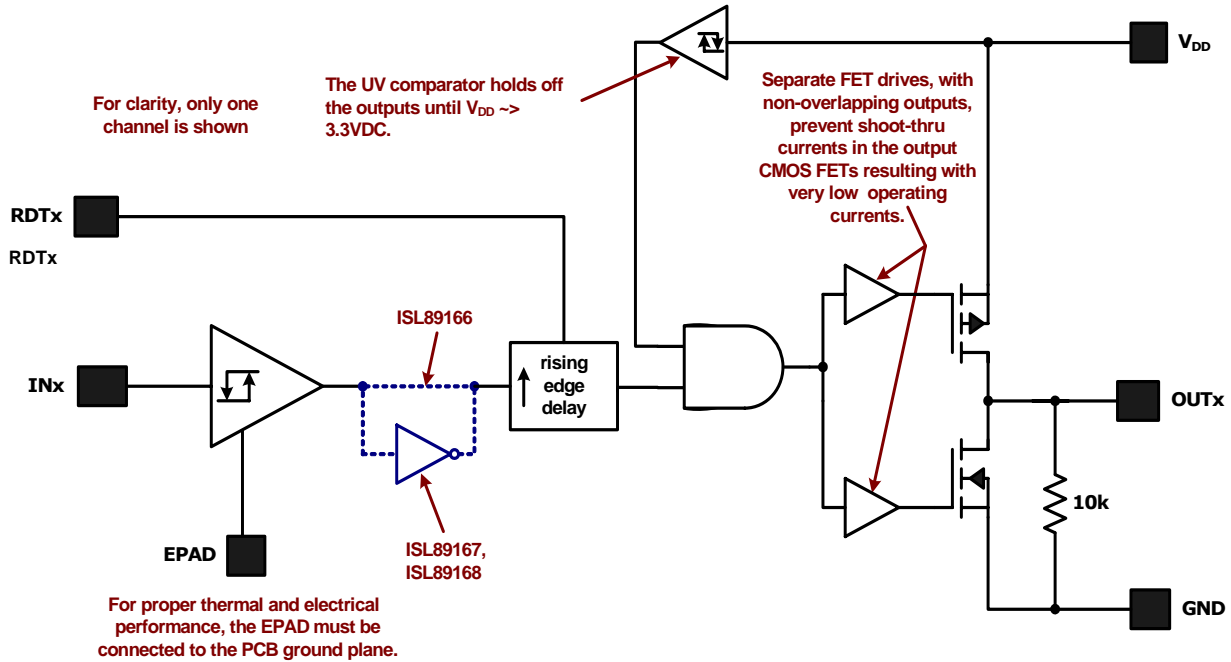 V_DD
The UV comparator holds off
the outputs until V_DD ~>
3.3VDC.
For clarity, only one
channel is shown
Separate FET drives, with
non-overlapping outputs,
prevent shoot-thru
currents in the output
CMOS FETs resulting with
very low operating
currents.
RDTx
RDTx
ISL89166
INx
rising
edge
delay
OUTx
10k
EPAD
ISL89167,
ISL89168
For proper thermal and electrical
performance, the EPAD must be
connected to the PCB ground plane.
GND